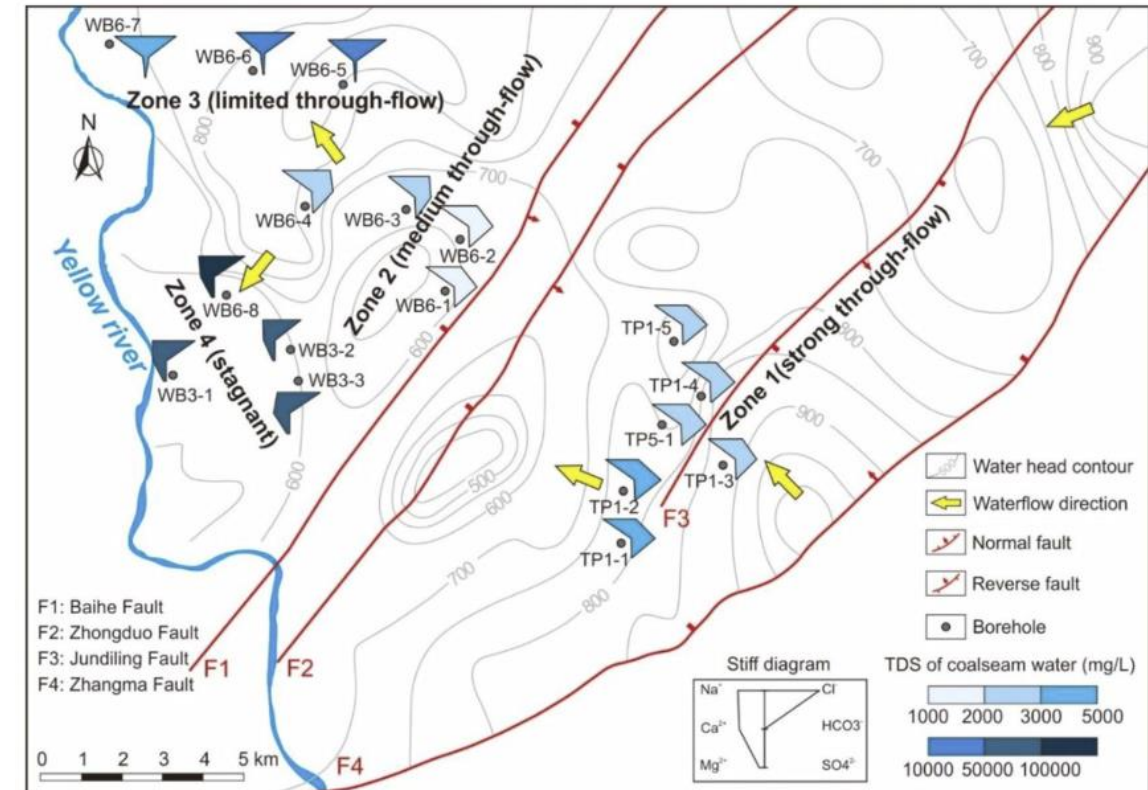 WB6-7
WB6-6
WB6-5
Zone 3 (limited through-flow)
N
WB6-4
WB6-3
WB6-2
WB6-1
Zone 2 (medium through-flow)
WB6-8
WB3-2
WB3-3
WB3-1
Zone 4 (stagnant)
Yellow river
800
700
600
700
900
800
900
500
600
600
700
800
TP1-5
TP1-4
TP5-1
TP1-3
TP1-2
TP1-1
Zone 1(strong through-flow)
F3
F1
F2
F4
F1: Baihe Fault
F2: Zhongduo Fault
F3: Jundiling Fault
F4: Zhangma Fault
0 1 2 3 4 5 km
500 Water head contour
Waterflow direction
Normal fault
Reverse fault
Borehole
Stiff diagram
Na⁺ Cl⁻
Ca²⁺ HCO3⁻
Mg²⁺ SO4²⁻
TDS of coalseam water (mg/L)
1000 2000 3000 5000
10000 50000 100000